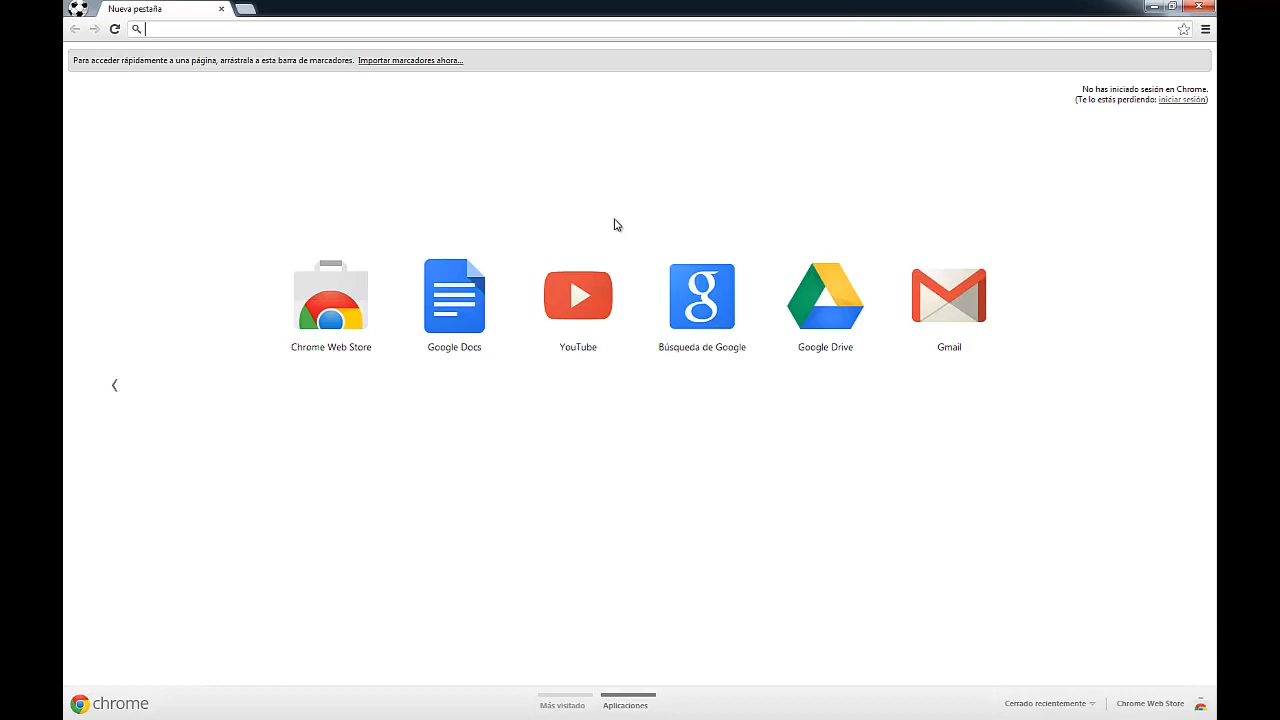 Nueva pestaña
Para acceder rápidamente a una página, arrástrala a esta barra de marcadores. Importar marcadores ahora...
No has iniciado sesión en Chrome.
(Te lo estás perdiendo: iniciar sesión)
g
Chrome Web Store
Google Docs
YouTube
Búsqueda de Google
Google Drive
Gmail
chrome
Más visitado
Aplicaciones
Cerrado recientemente
Chrome Web Store